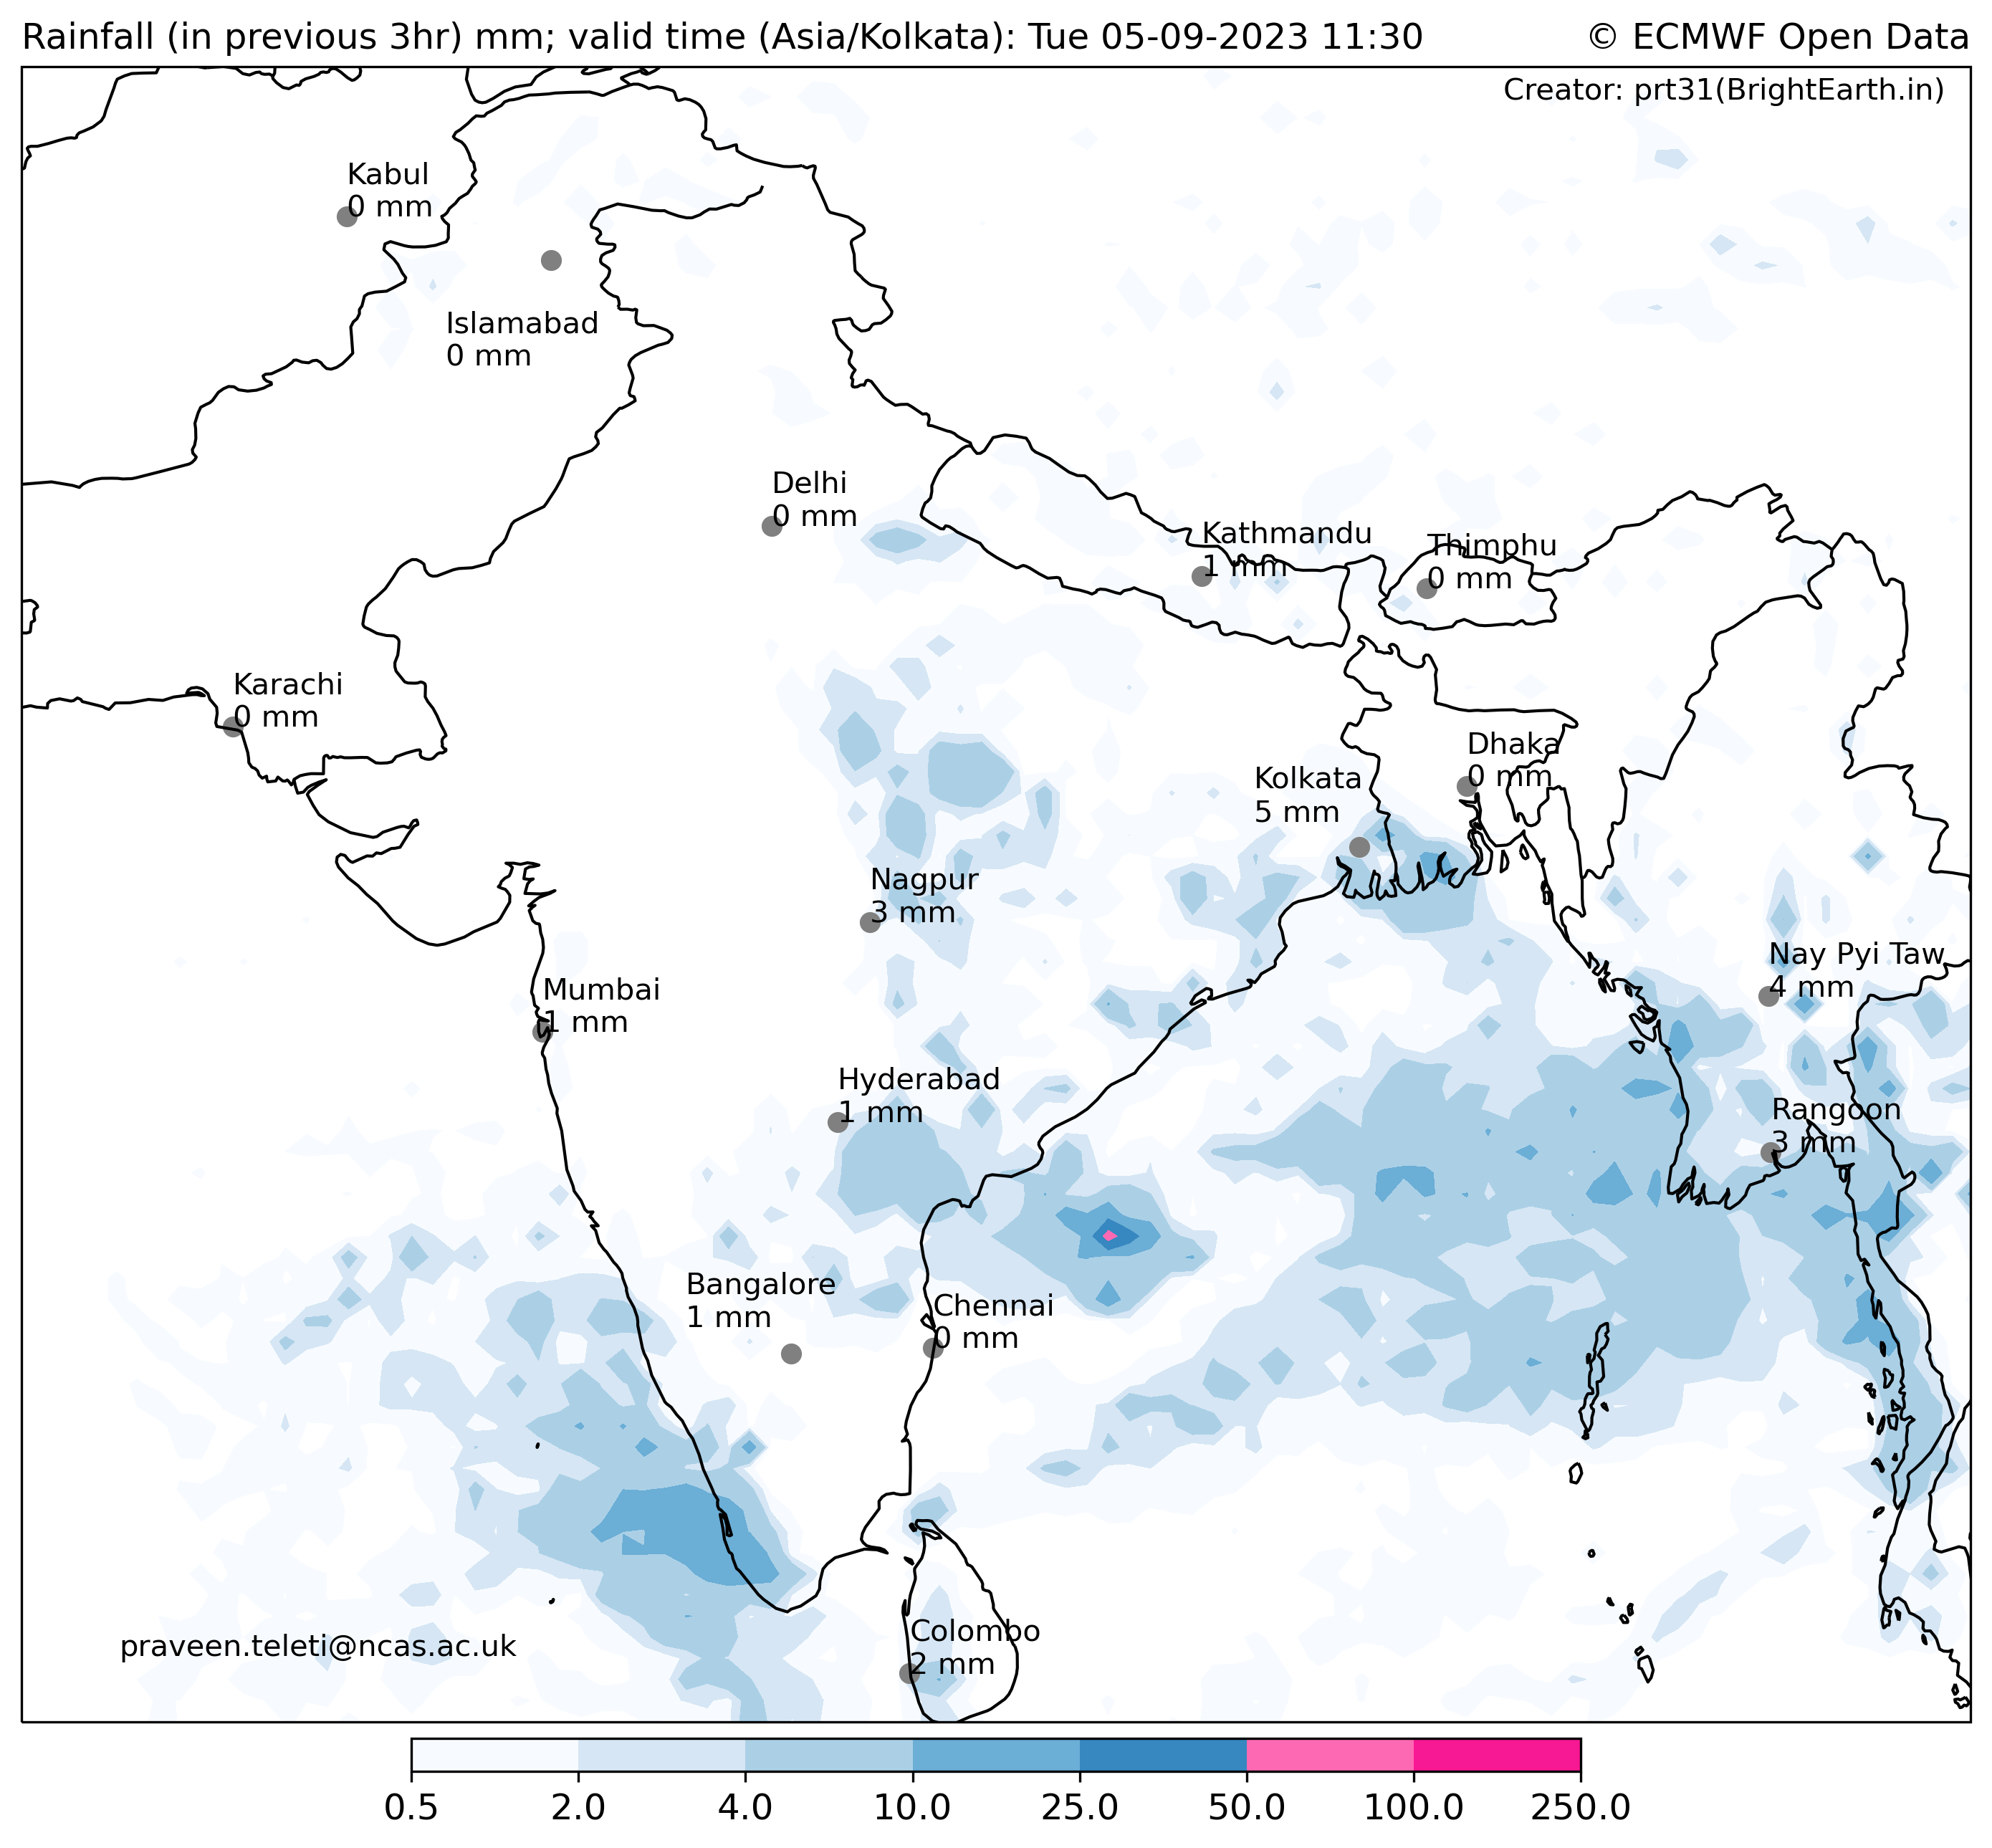 Rainfall (in previous 3hr) mm; valid time (Asia/Kolkata): Tue 05-09-2023 11:30
© ECMWF Open Data
Creator: prt31(BrightEarth.in)
Kabul
0 mm
Islamabad
0 mm
Delhi
0 mm
Kathmandu
1 mm
Thimphu
0 mm
Karachi
0 mm
Dhaka
0 mm
Kolkata
5 mm
Nagpur
3 mm
Nay Pyi Taw
4 mm
Mumbai
1 mm
Hyderabad
1 mm
Rangoon
3 mm
Bangalore
1 mm
Chennai
0 mm
Colombo
2 mm
praveen.teleti@ncas.ac.uk
0.5 2.0 4.0 10.0 25.0 50.0 100.0 250.0